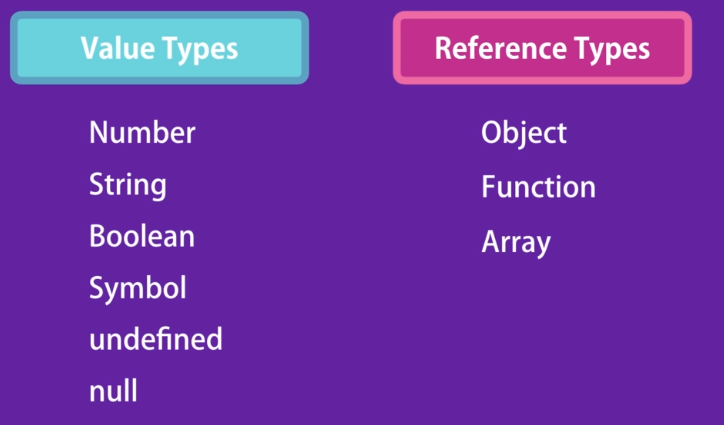 Value Types
Number
String
Boolean
Symbol
undefined
null
Reference Types
Object
Function
Array